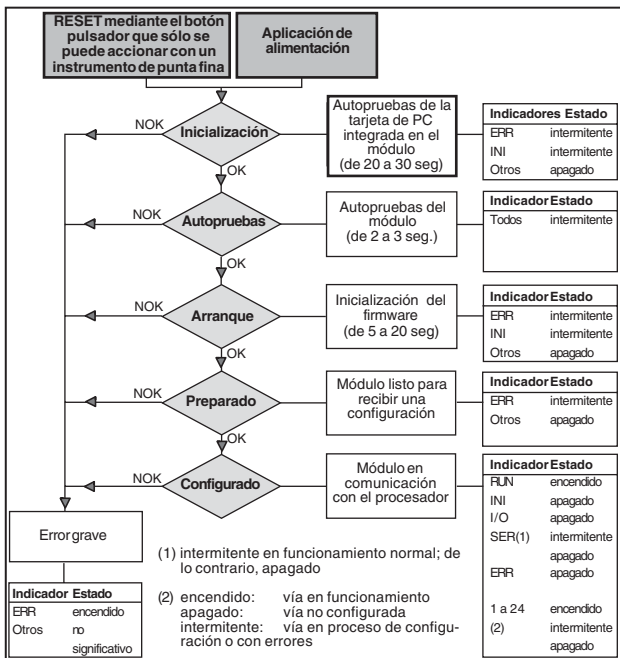 RESET mediante el botón
pulsador que sólo se
puede accionar con un
instrumento de punta fina
Aplicación de
alimentación
NOK
Inicialización
OK
Autopruebas de la
tarjeta de PC
integrada en el
módulo
(de 20 a 30 seg)
Indicadores Estado
ERR intermitente
INI intermitente
Otros apagado
NOK
Autopruebas
OK
Autopruebas del
módulo
(de 2 a 3 seg.)
Indicador Estado
Todos intermitente
NOK
Arranque
OK
Inicialización del
firmware
(de 5 a 20 seg)
Indicador Estado
ERR intermitente
INI intermitente
Otros apagado
NOK
Preparado
OK
Módulo listo para
recibir una
configuración
Indicador Estado
ERR intermitente
Otros apagado
NOK
Configurado
Módulo en
comunicación
con el procesador
Indicador Estado
RUN encendido
INI apagado
I/O apagado
SER(1) intermitente
apagado
ERR apagado
1 a 24 encendido
(2) intermitente
apagado
Error grave
Indicador Estado
ERR encendido
Otros no
significativo
(1) intermitente en funcionamiento normal; de
lo contrario, apagado
(2) encendido: vía en funcionamiento
apagado: vía no configurada
intermitente: vía en proceso de configu-
ración o con errores